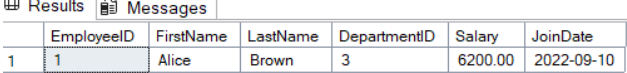 Results Messages
EmployeeID FirstName LastName DepartmentID Salary JoinDate
1 1 Alice Brown 3 6200.00 2022-09-10